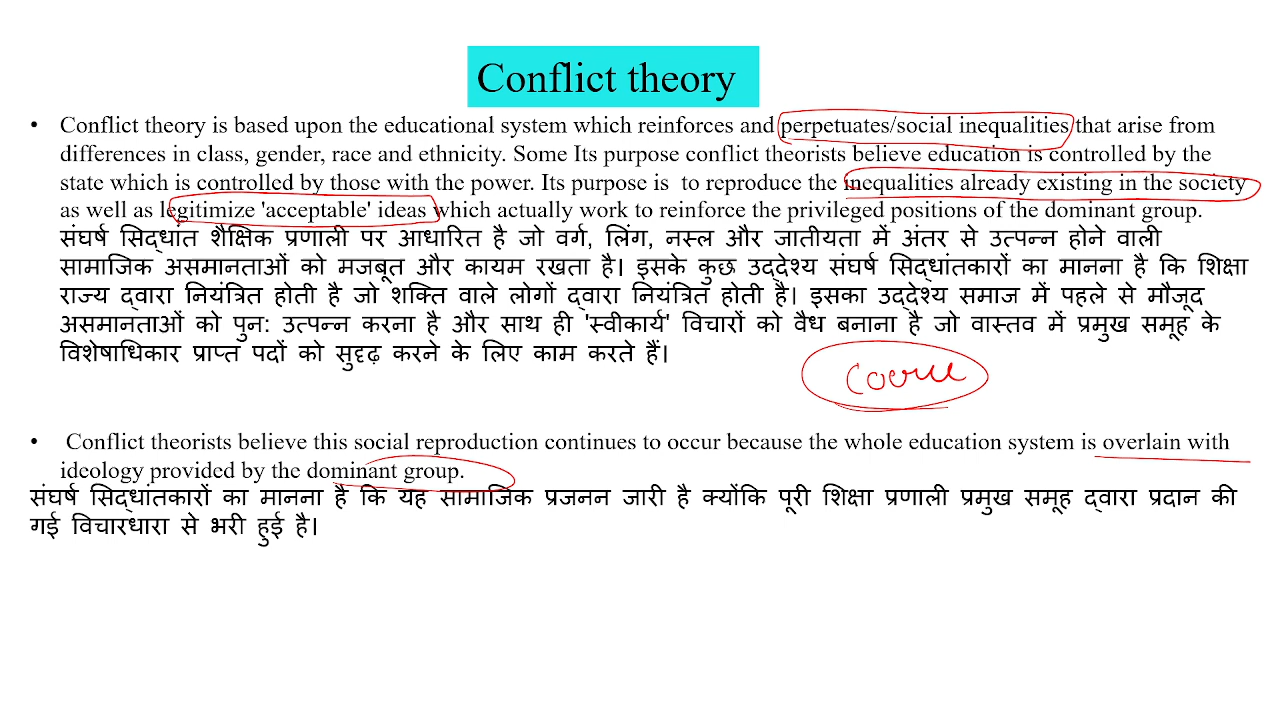 Conflict theory
• Conflict theory is based upon the educational system which reinforces and perpetuates/social inequalities that arise from
differences in class, gender, race and ethnicity. Some Its purpose conflict theorists believe education is controlled by the
state which is controlled by those with the power. Its purpose is to reproduce the inequalities already existing in the society
as well as legitimize 'acceptable' ideas which actually work to reinforce the privileged positions of the dominant group.
संघर्ष सिद्धांत शैक्षिक प्रणाली पर आधारित है जो वर्ग, लिंग, नस्ल और जातीयता में अंतर से उत्पन्न होने वाली
सामाजिक असमानताओं को मजबूत और कायम रखता है। इसके कुछ उद्देश्य संघर्ष सिद्धांतकारों का मानना है कि शिक्षा
राज्य द्वारा नियंत्रित होती है जो शक्ति वाले लोगों द्वारा नियंत्रित होती है। इसका उद्देश्य समाज में पहले से मौजूद
असमानताओं को पुन: उत्पन्न करना है और साथ ही 'स्वीकार्य' विचारों को वैध बनाना है जो वास्तव में प्रमुख समूह के
विशेषाधिकार प्राप्त पदों को सुदृढ़ करने के लिए काम करते हैं।
• Conflict theorists believe this social reproduction continues to occur because the whole education system is overlain with
ideology provided by the dominant group.
संघर्ष सिद्धांतकारों का मानना है कि यह सामाजिक प्रजनन जारी है क्योंकि पूरी शिक्षा प्रणाली प्रमुख समूह द्वारा प्रदान की
गई विचारधारा से भरी हुई है।